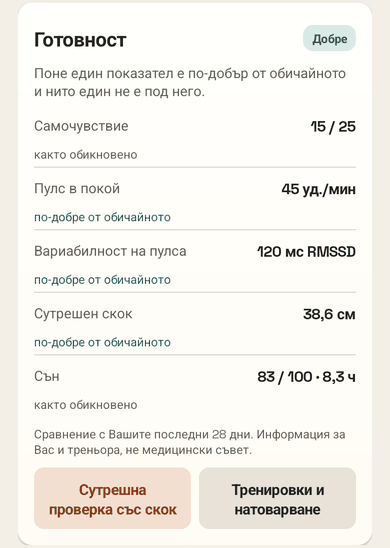 Готовност
Добре
Поне един показател е по-добър от обичайното
и нито един не е под него.
Самочувствие 15 / 25
както обикновено
Пулс в покой 45 уд./мин
по-добре от обичайното
Вариабилност на пулса 120 мс RMSSD
по-добре от обичайното
Сутрешен скок 38,6 см
по-добре от обичайното
Сън 83 / 100 · 8,3 ч
както обикновено
Сравнение с Вашите последни 28 дни. Информация за
Вас и треньора, не медицински съвет.
Сутрешна
проверка със скок
Тренировки и
натоварване